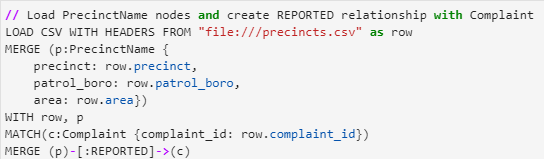 // Load PrecinctName nodes and create REPORTED relationship with Complaint
LOAD CSV WITH HEADERS FROM "file:///precincts.csv" as row
MERGE (p:PrecinctName {
    precinct: row.precinct,
    patrol_boro: row.patrol_boro,
    area: row.area})
WITH row, p
MATCH(c:Complaint {complaint_id: row.complaint_id})
MERGE (p)-[:REPORTED]->(c)